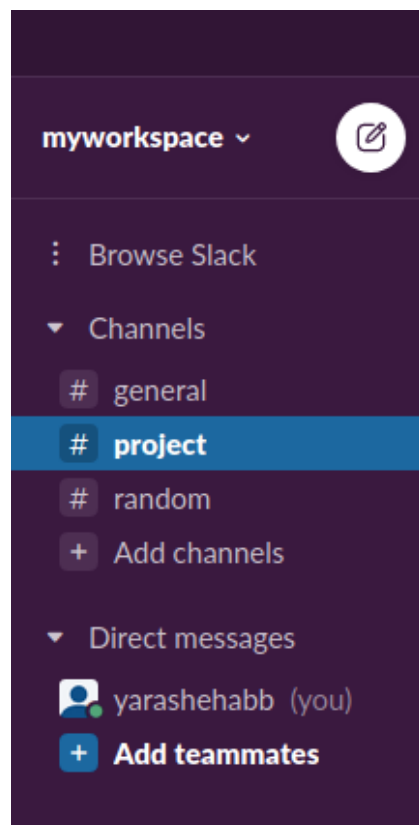 myworkspace
Browse Slack
Channels
# general
# project
# random
+ Add channels
Direct messages
yarashehabb (you)
+ Add teammates